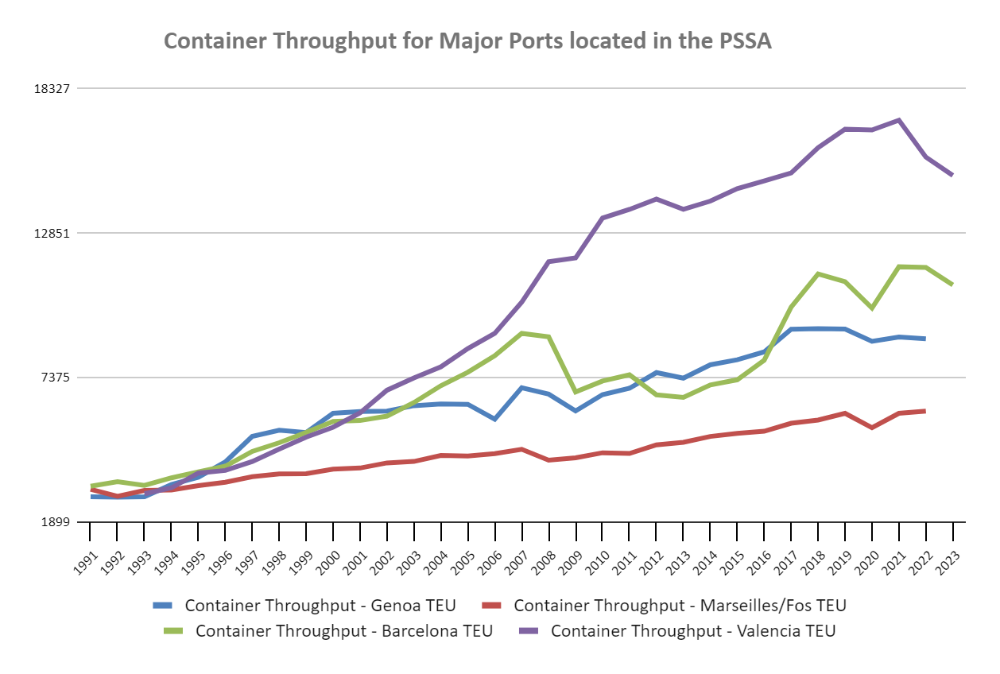 Container Throughput for Major Ports located in the PSSA
18327
12851
7375
1899
1991 1992 1993 1994 1995 1996 1997 1998 1999 2000 2001 2002 2003 2004 2005 2006 2007 2008 2009 2010 2011 2012 2013 2014 2015 2016 2017 2018 2019 2020 2021 2022 2023
Container Throughput - Genoa TEU Container Throughput - Marseilles/Fos TEU
Container Throughput - Barcelona TEU Container Throughput - Valencia TEU